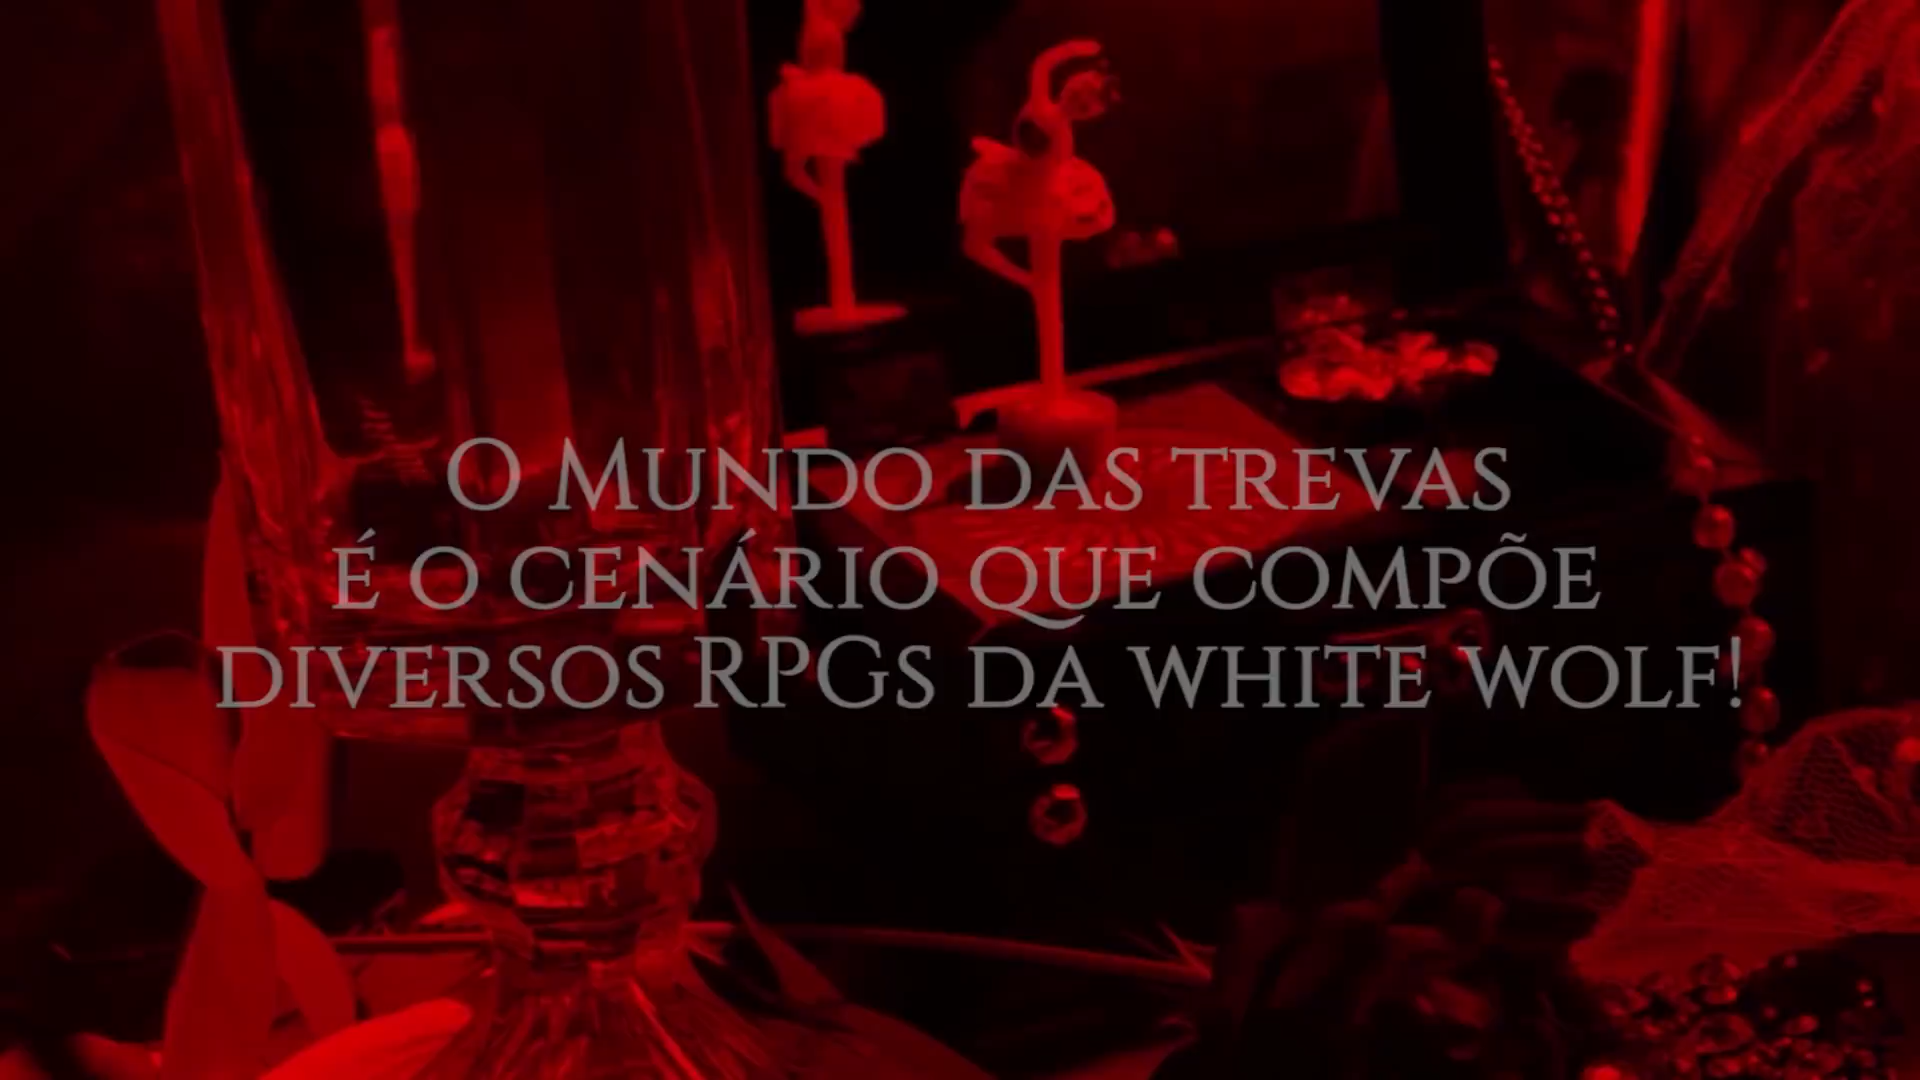 O Mundo das trevas
é o cenário que compõe
diversos RPGs da white wolf!